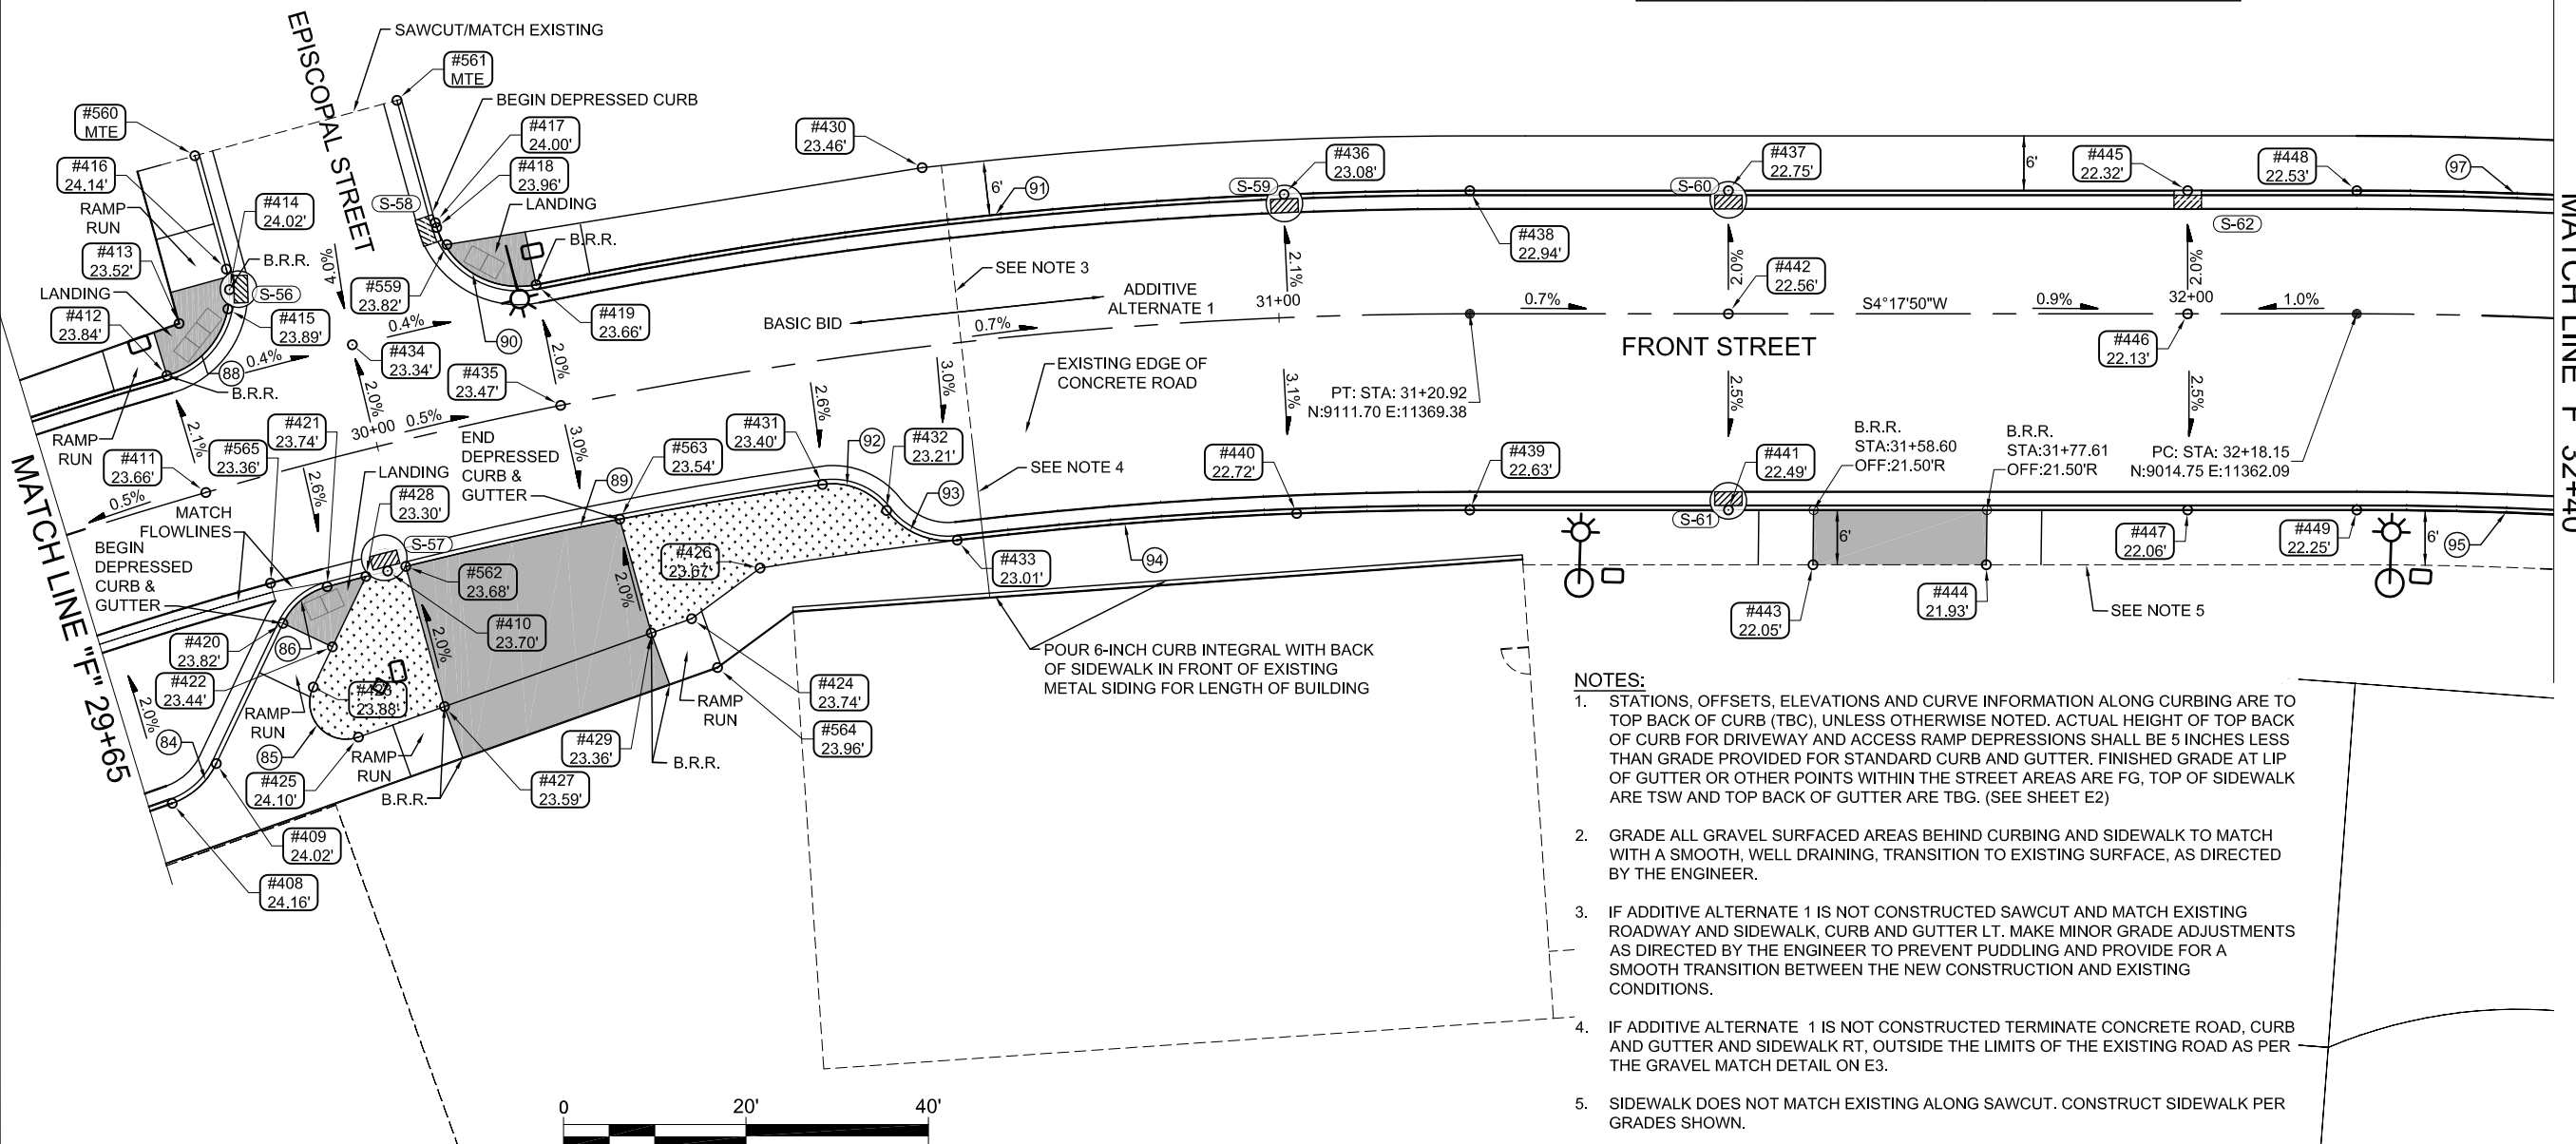 EPISCOPAL STREET
SAWCUT/MATCH EXISTING
#561
MTE
BEGIN DEPRESSED CURB
#560
MTE
#417
24.00'
#430
23.46'
#416
24.14'
#418
23.96'
#436
23.08'
#437
22.75'
#445
22.32'
#448
22.53'
97
6'
6'
91
S-59
S-60
S-62
RAMP
RUN
#414
24.02'
S-58
LANDING
B.R.R.
#413
23.52'
B.R.R.
4.0%
S-56
LANDING
#412
23.84'
#415
23.89'
#559
23.82'
90
#419
23.66'
SEE NOTE 3
#438
22.94'
2.1%
2.0%
2.0%
#442
22.56'
ADDITIVE
ALTERNATE 1
BASIC BID
31+00
0.7%
0.7%
S4°17'50"W
0.9%
32+00
1.0%
MATCH LINE "F" 32+40
0.4%
0.4%
88
B.R.R.
#434
23.34'
#435
23.47'
2.0%
FRONT STREET
#446
22.13'
EXISTING EDGE OF
CONCRETE ROAD
3.0%
3.1%
PT: STA: 31+20.92
N:9111.70 E:11369.38
2.5%
2.5%
2.0%
2.6%
2.1%
30+00
0.5%
RAMP
RUN
#421
23.74'
#565
23.36'
#411
23.66'
0.5%
2.6%
3.0%
END
DEPRESSED
CURB &
GUTTER
#563
23.54'
#431
23.40'
92
#432
23.21'
SEE NOTE 4
#440
22.72'
#439
22.63'
#441
22.49'
B.R.R.
STA:31+58.60
OFF:21.50'R
B.R.R.
STA:31+77.61
OFF:21.50'R
PC: STA: 32+18.15
N:9014.75 E:11362.09
LANDING
#428
23.30'
89
93
MATCH
FLOWLINES
S-57
S-61
94
6'
#447
22.06'
#449
22.25'
6'
95
BEGIN
DEPRESSED
CURB &
GUTTER
#426
23.67'
#562
23.68'
2.0%
#433
23.01'
#443
22.05'
#444
21.93'
SEE NOTE 5
MATCH LINE "F" 29+65
#420
23.82'
86
#410
23.70'
2.0%
POUR 6-INCH CURB INTEGRAL WITH BACK
OF SIDEWALK IN FRONT OF EXISTING
METAL SIDING FOR LENGTH OF BUILDING
#422
23.44'
2.0%
#423
23.88'
#424
23.74'
RAMP
RUN
RAMP
RUN
84
85
RAMP
RUN
#429
23.36'
#564
23.96'
B.R.R.
#425
24.10'
B.R.R.
#427
23.59'
#409
24.02'
#408
24.16'
0 20' 40'
NOTES:
1. STATIONS, OFFSETS, ELEVATIONS AND CURVE INFORMATION ALONG CURBING ARE TO
TOP BACK OF CURB (TBC), UNLESS OTHERWISE NOTED. ACTUAL HEIGHT OF TOP BACK
OF CURB FOR DRIVEWAY AND ACCESS RAMP DEPRESSIONS SHALL BE 5 INCHES LESS
THAN GRADE PROVIDED FOR STANDARD CURB AND GUTTER. FINISHED GRADE AT LIP
OF GUTTER OR OTHER POINTS WITHIN THE STREET AREAS ARE FG, TOP OF SIDEWALK
ARE TSW AND TOP BACK OF GUTTER ARE TBG. (SEE SHEET E2)
2. GRADE ALL GRAVEL SURFACED AREAS BEHIND CURBING AND SIDEWALK TO MATCH
WITH A SMOOTH, WELL DRAINING, TRANSITION TO EXISTING SURFACE, AS DIRECTED
BY THE ENGINEER.
3. IF ADDITIVE ALTERNATE 1 IS NOT CONSTRUCTED SAWCUT AND MATCH EXISTING
ROADWAY AND SIDEWALK, CURB AND GUTTER LT. MAKE MINOR GRADE ADJUSTMENTS
AS DIRECTED BY THE ENGINEER TO PREVENT PUDDLING AND PROVIDE FOR A
SMOOTH TRANSITION BETWEEN THE NEW CONSTRUCTION AND EXISTING
CONDITIONS.
4. IF ADDITIVE ALTERNATE 1 IS NOT CONSTRUCTED TERMINATE CONCRETE ROAD, CURB
AND GUTTER AND SIDEWALK RT, OUTSIDE THE LIMITS OF THE EXISTING ROAD AS PER
THE GRAVEL MATCH DETAIL ON E3.
5. SIDEWALK DOES NOT MATCH EXISTING ALONG SAWCUT. CONSTRUCT SIDEWALK PER
GRADES SHOWN.